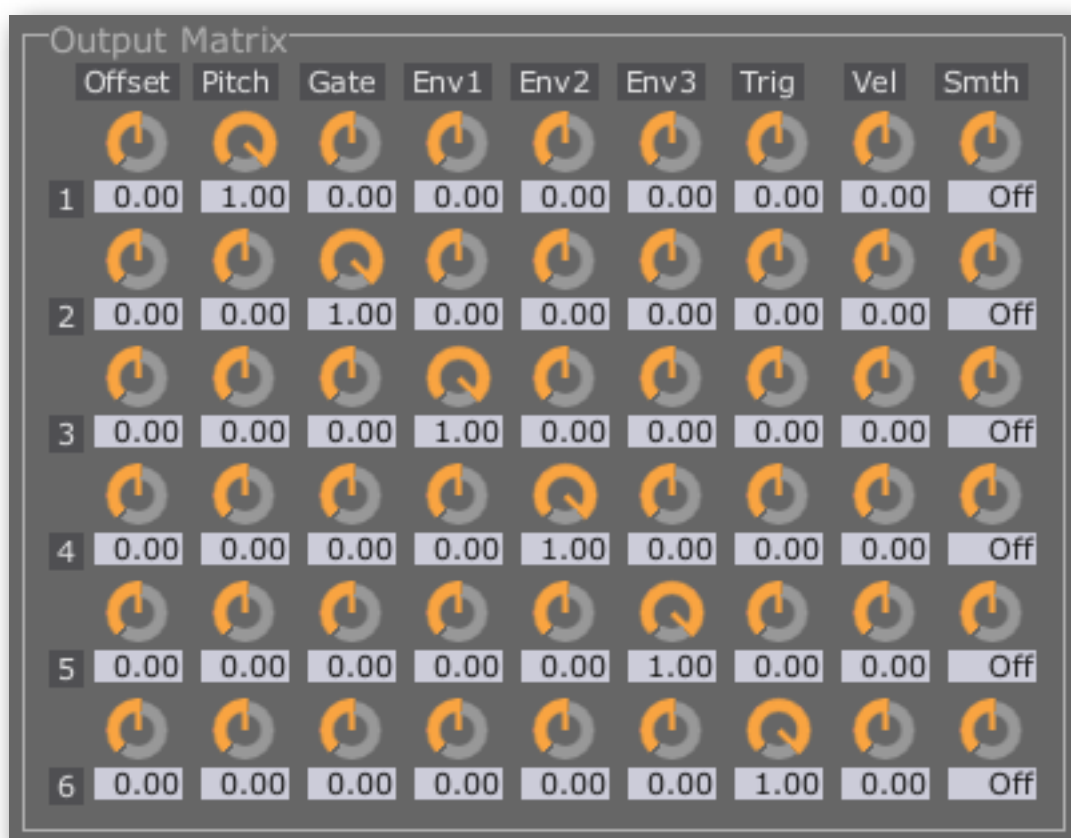 Output Matrix
Offset Pitch Gate Env1 Env2 Env3 Trig Vel Smth
1 0.00 1.00 0.00 0.00 0.00 0.00 0.00 0.00 Off
2 0.00 0.00 1.00 0.00 0.00 0.00 0.00 0.00 Off
3 0.00 0.00 0.00 1.00 0.00 0.00 0.00 0.00 Off
4 0.00 0.00 0.00 0.00 1.00 0.00 0.00 0.00 Off
5 0.00 0.00 0.00 0.00 0.00 1.00 0.00 0.00 Off
6 0.00 0.00 0.00 0.00 0.00 0.00 1.00 0.00 Off